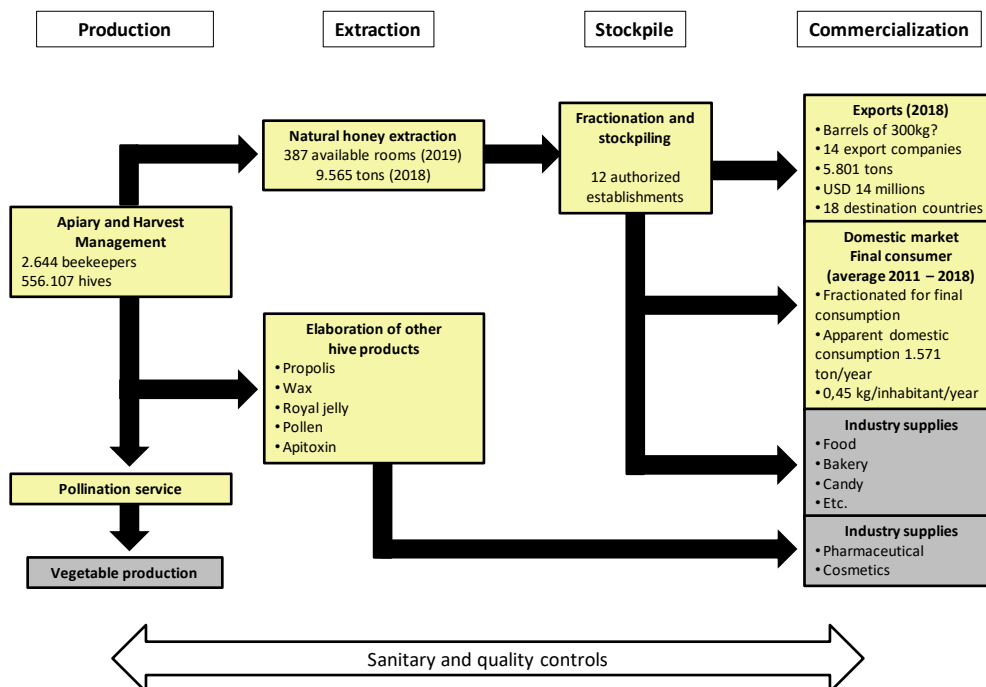 Production
Extraction
Stockpile
Commercialization
Apiary and Harvest
Management
2.644 beekeepers
556.107 hives
Natural honey extraction
387 available rooms (2019)
9.565 tons (2018)
Fractionation and
stockpiling
12 authorized
establishments
Exports (2018)
• Barrels of 300kg?
• 14 export companies
• 5.801 tons
• USD 14 millions
• 18 destination countries
Domestic market
Final consumer
(average 2011 – 2018)
• Fractionated for final
consumption
• Apparent domestic
consumption 1.571
ton/year
• 0,45 kg/inhabitant/year
Elaboration of other
hive products
• Propolis
• Wax
• Royal jelly
• Pollen
• Apitoxin
Industry supplies
• Food
• Bakery
• Candy
• Etc.
Pollination service
Industry supplies
• Pharmaceutical
• Cosmetics
Vegetable production
Sanitary and quality controls